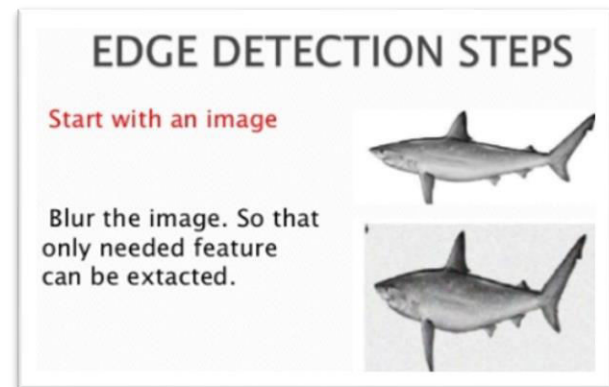 EDGE DETECTION STEPS
Start with an image
Blur the image. So that
only needed feature
can be extacted.